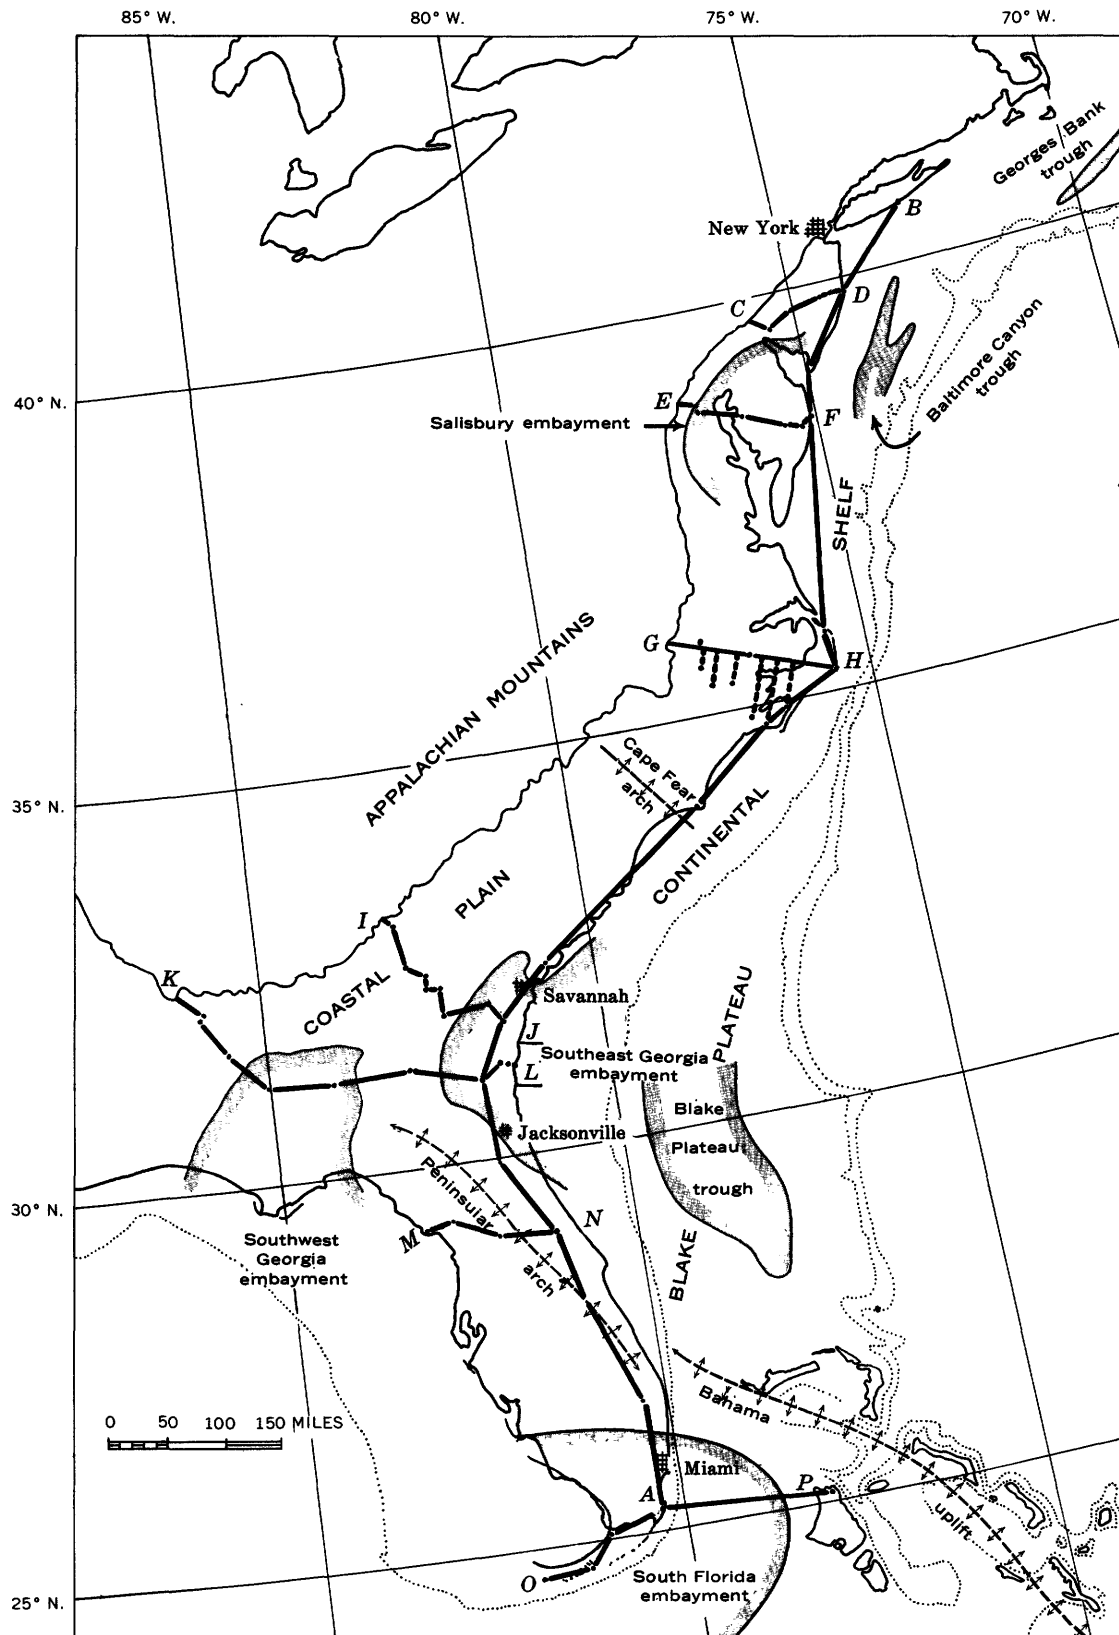 85° W.
80° W.
75° W.
70° W.
Georges Bank
trough
B
New York
D
C
Baltimore Canyon
trough
40° N.
E
F
Salisbury embayment
SHELF
G
H
APPALACHIAN MOUNTAINS
Cape Fear
arch
35° N.
CONTINENTAL
PLAIN
I
K
COASTAL
Savannah
PLATEAU
J
Southeast Georgia
embayment
L
Blake
Plateau
trough
Jacksonville
Peninsular
arch
30° N.
N
M
Southwest
Georgia
embayment
BLAKE
Bahama
uplift
0 50 100 150 MILES
Miami
A
P
O
South Florida
embayment
25° N.